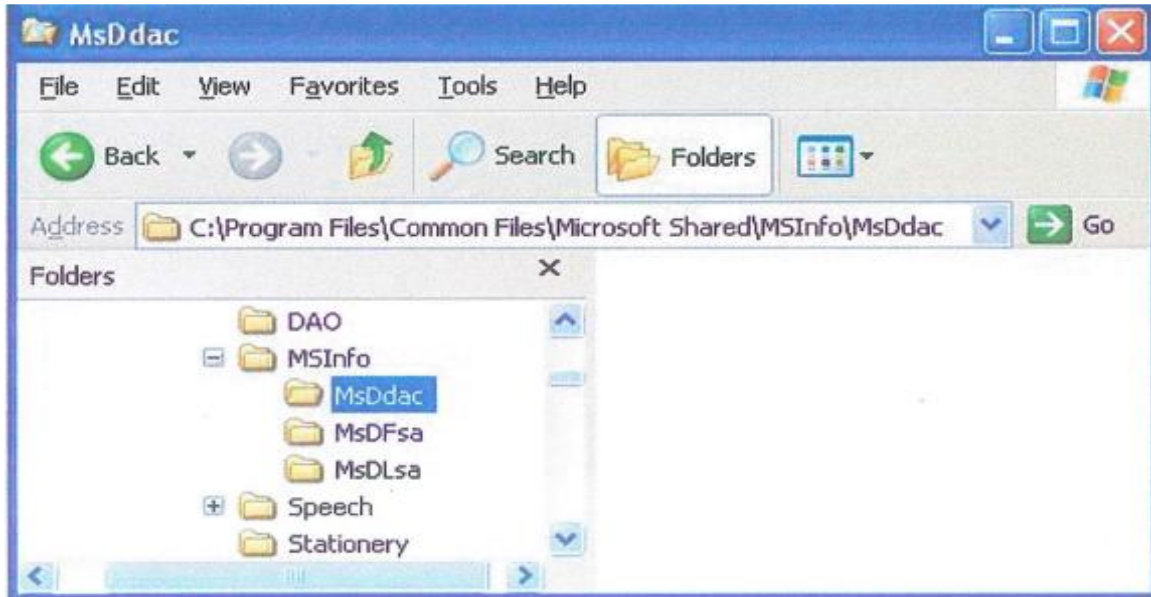 MsDdac
File Edit View Favorites Tools Help
Back Search Folders
Address C:\Program Files\Common Files\Microsoft Shared\MSInfo\MsDdac Go
Folders
DAO
MSInfo
MsDdac
MsDFsa
MsDLsa
Speech
Stationery